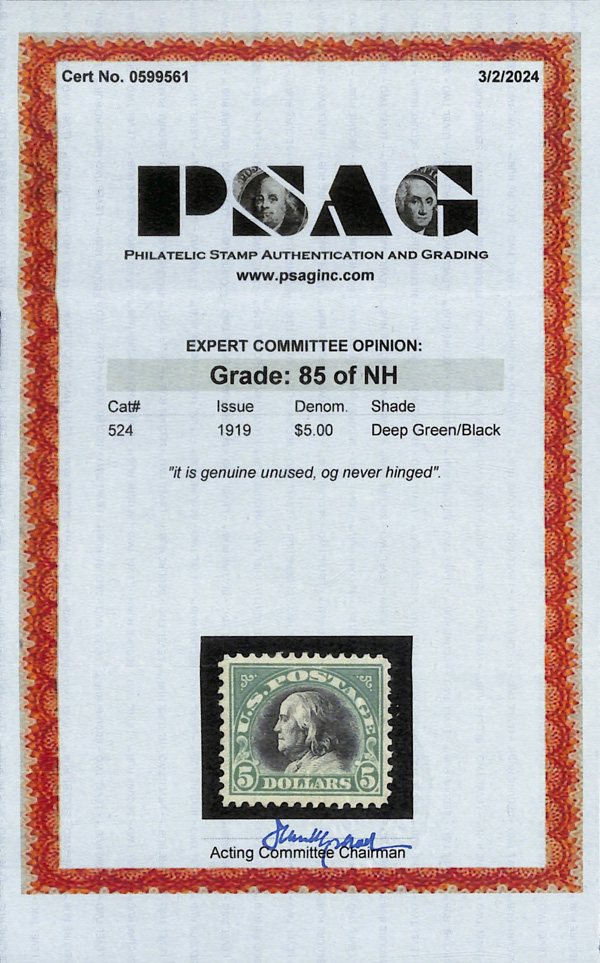 Cert No. 0599561 3/2/2024
PSAG
PHILATELIC STAMP AUTHENTICATION AND GRADING
www.psaginc.com
EXPERT COMMITTEE OPINION:
Grade: 85 of NH
Cat# Issue Denom. Shade
524 1919 $5.00 Deep Green/Black
"it is genuine unused, og never hinged".
U.S. POSTAGE
5 DOLLARS 5
Acting Committee Chairman